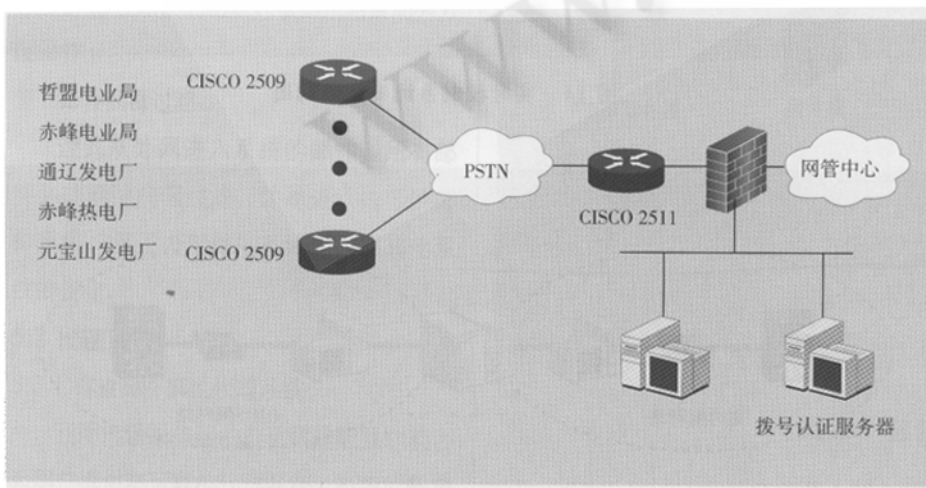 WWW.
哲盟电业局
赤峰电业局
通辽发电厂
赤峰热电厂
元宝山发电厂
CISCO 2509
CISCO 2509
PSTN
CISCO 2511
网管中心
拨号认证服务器